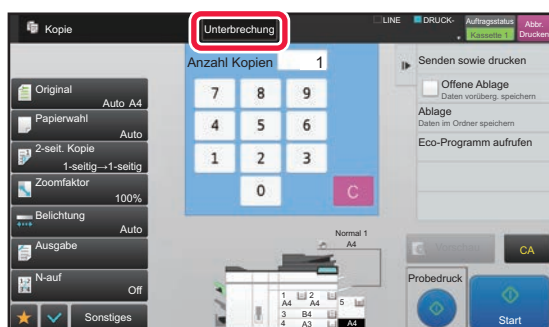 Kopie
Unterbrechung
LINE
DRUCK-
Auftragsstatus
Kassette 1
Abbr.
Drucken
Anzahl Kopien 1
Original
Auto A4
Papierwahl
Auto
2-seit. Kopie
1-seitig→1-seitig
Zoomfaktor
100%
Belichtung
Auto
Ausgabe
N-auf
Off
Sonstiges
7 8 9
4 5 6
1 2 3
0 C
Normal 1
A4
1 A4
2 A4
3 B4
4 A3
5
A4
Senden sowie drucken
Offene Ablage
Daten vorüberg. speichern
Ablage
Daten im Ordner speichern
Eco-Programm aufrufen
CA
Probedruck
Start